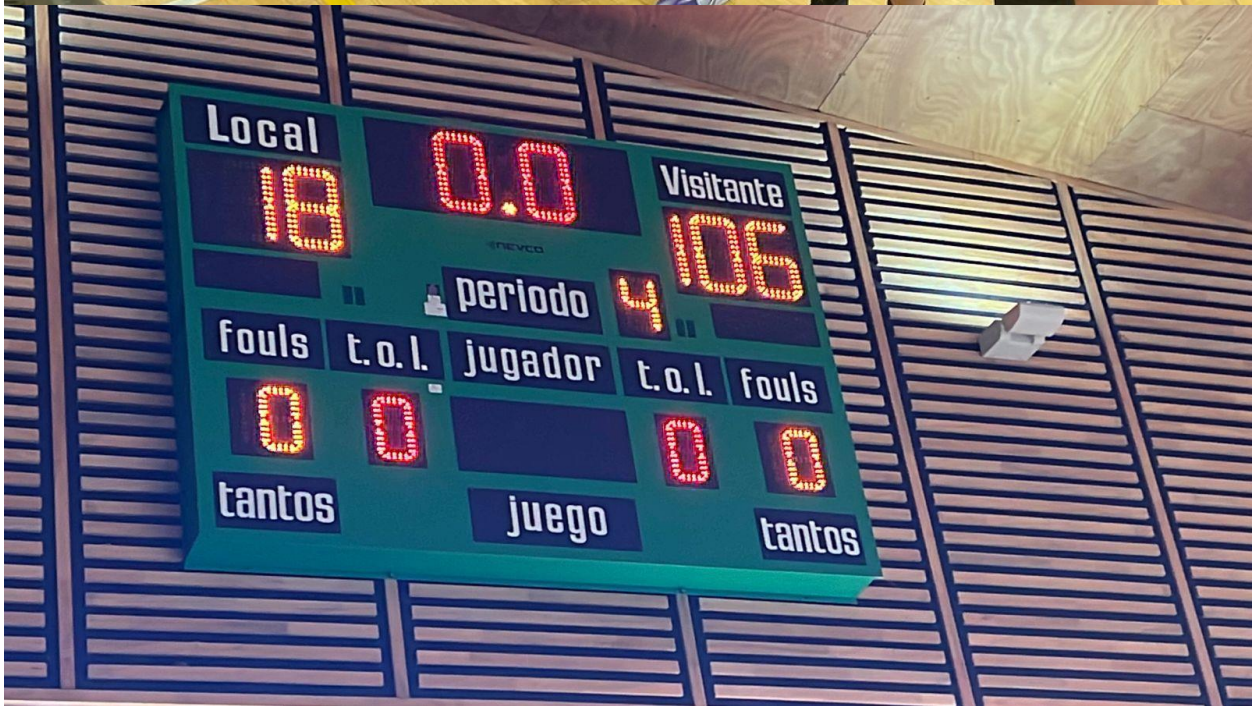 Local
0.0
Visitante
18
106
NEVCO
periodo 4
fouls t.o.l. jugador t.o.l. fouls
0 0 0 0
tantos juego tantos